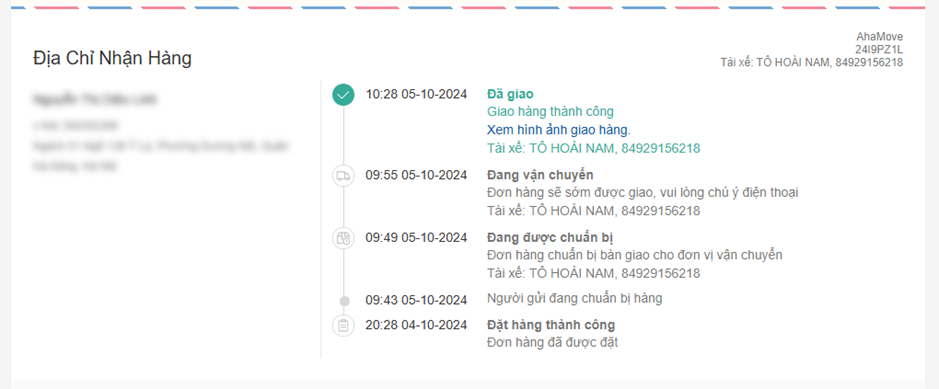 AhaMove
24I9PZ1L
Tài xế: TÔ HOÀI NAM, 84929156218
Địa Chỉ Nhận Hàng
10:28 05-10-2024 Đã giao
Giao hàng thành công
Xem hình ảnh giao hàng.
Tài xế: TÔ HOÀI NAM, 84929156218
09:55 05-10-2024 Đang vận chuyển
Đơn hàng sẽ sớm được giao, vui lòng chú ý điện thoại
Tài xế: TÔ HOÀI NAM, 84929156218
09:49 05-10-2024 Đang được chuẩn bị
Đơn hàng chuẩn bị bàn giao cho đơn vị vận chuyển
Tài xế: TÔ HOÀI NAM, 84929156218
09:43 05-10-2024 Người gửi đang chuẩn bị hàng
20:28 04-10-2024 Đặt hàng thành công
Đơn hàng đã được đặt